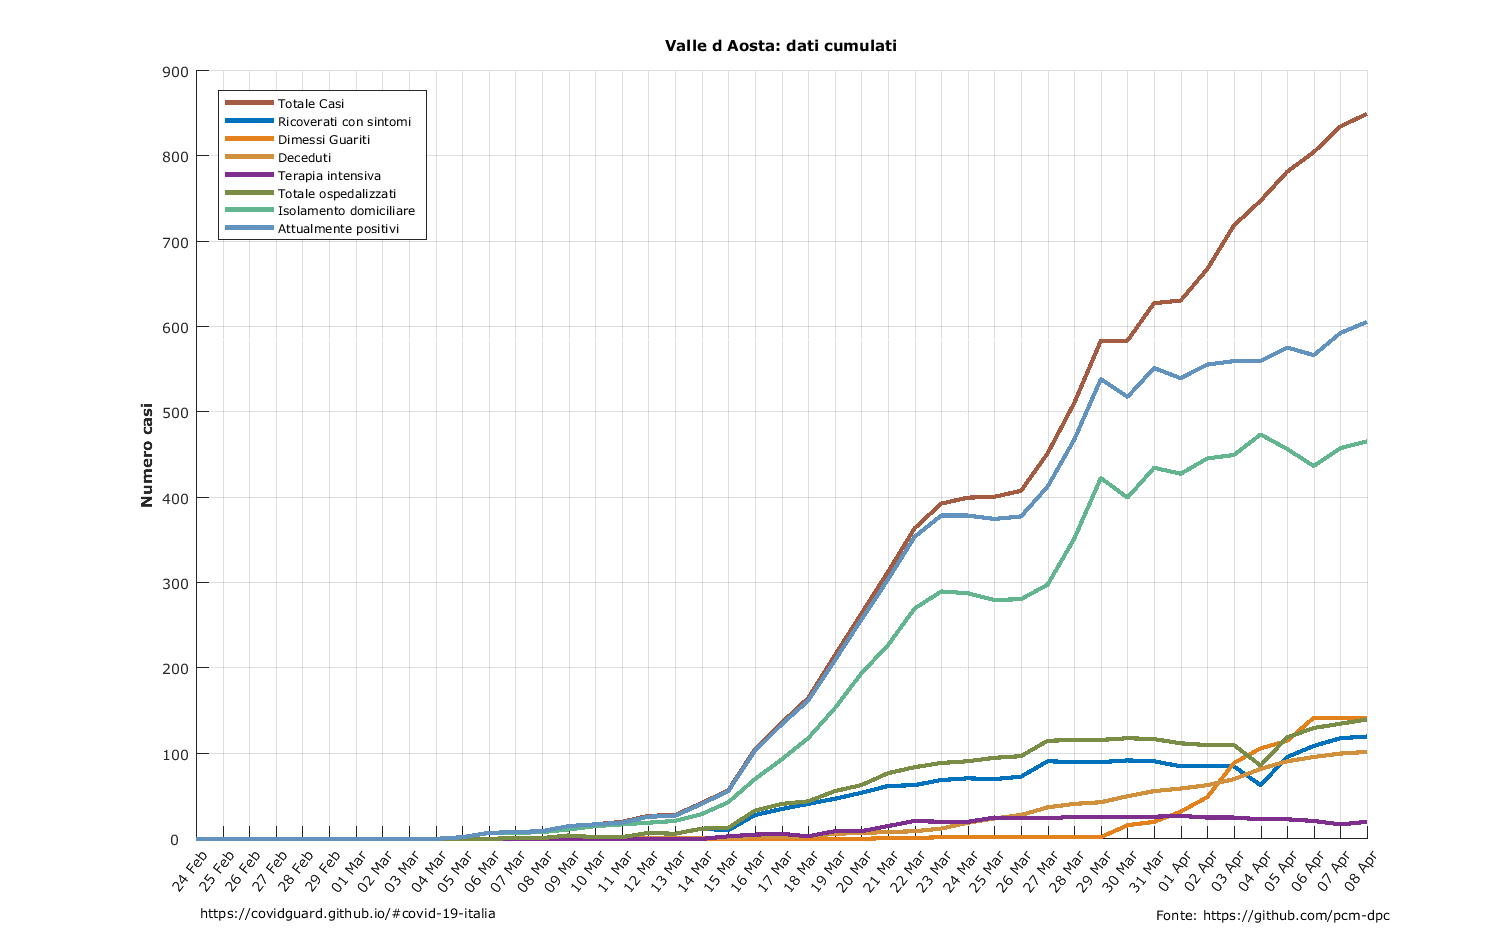 Valle d Aosta: dati cumulati
Numero casi
900
800
700
600
500
400
300
200
100
0
Totale Casi
Ricoverati con sintomi
Dimessi Guariti
Deceduti
Terapia intensiva
Totale ospedalizzati
Isolamento domiciliare
Attualmente positivi
24 Feb
25 Feb
26 Feb
27 Feb
28 Feb
29 Feb
01 Mar
02 Mar
03 Mar
04 Mar
05 Mar
06 Mar
07 Mar
08 Mar
09 Mar
10 Mar
11 Mar
12 Mar
13 Mar
14 Mar
15 Mar
16 Mar
17 Mar
18 Mar
19 Mar
20 Mar
21 Mar
22 Mar
23 Mar
24 Mar
25 Mar
26 Mar
27 Mar
28 Mar
29 Mar
30 Mar
31 Mar
01 Apr
02 Apr
03 Apr
04 Apr
05 Apr
06 Apr
07 Apr
08 Apr
https://covidguard.github.io/#covid-19-italia
Fonte: https://github.com/pcm-dpc